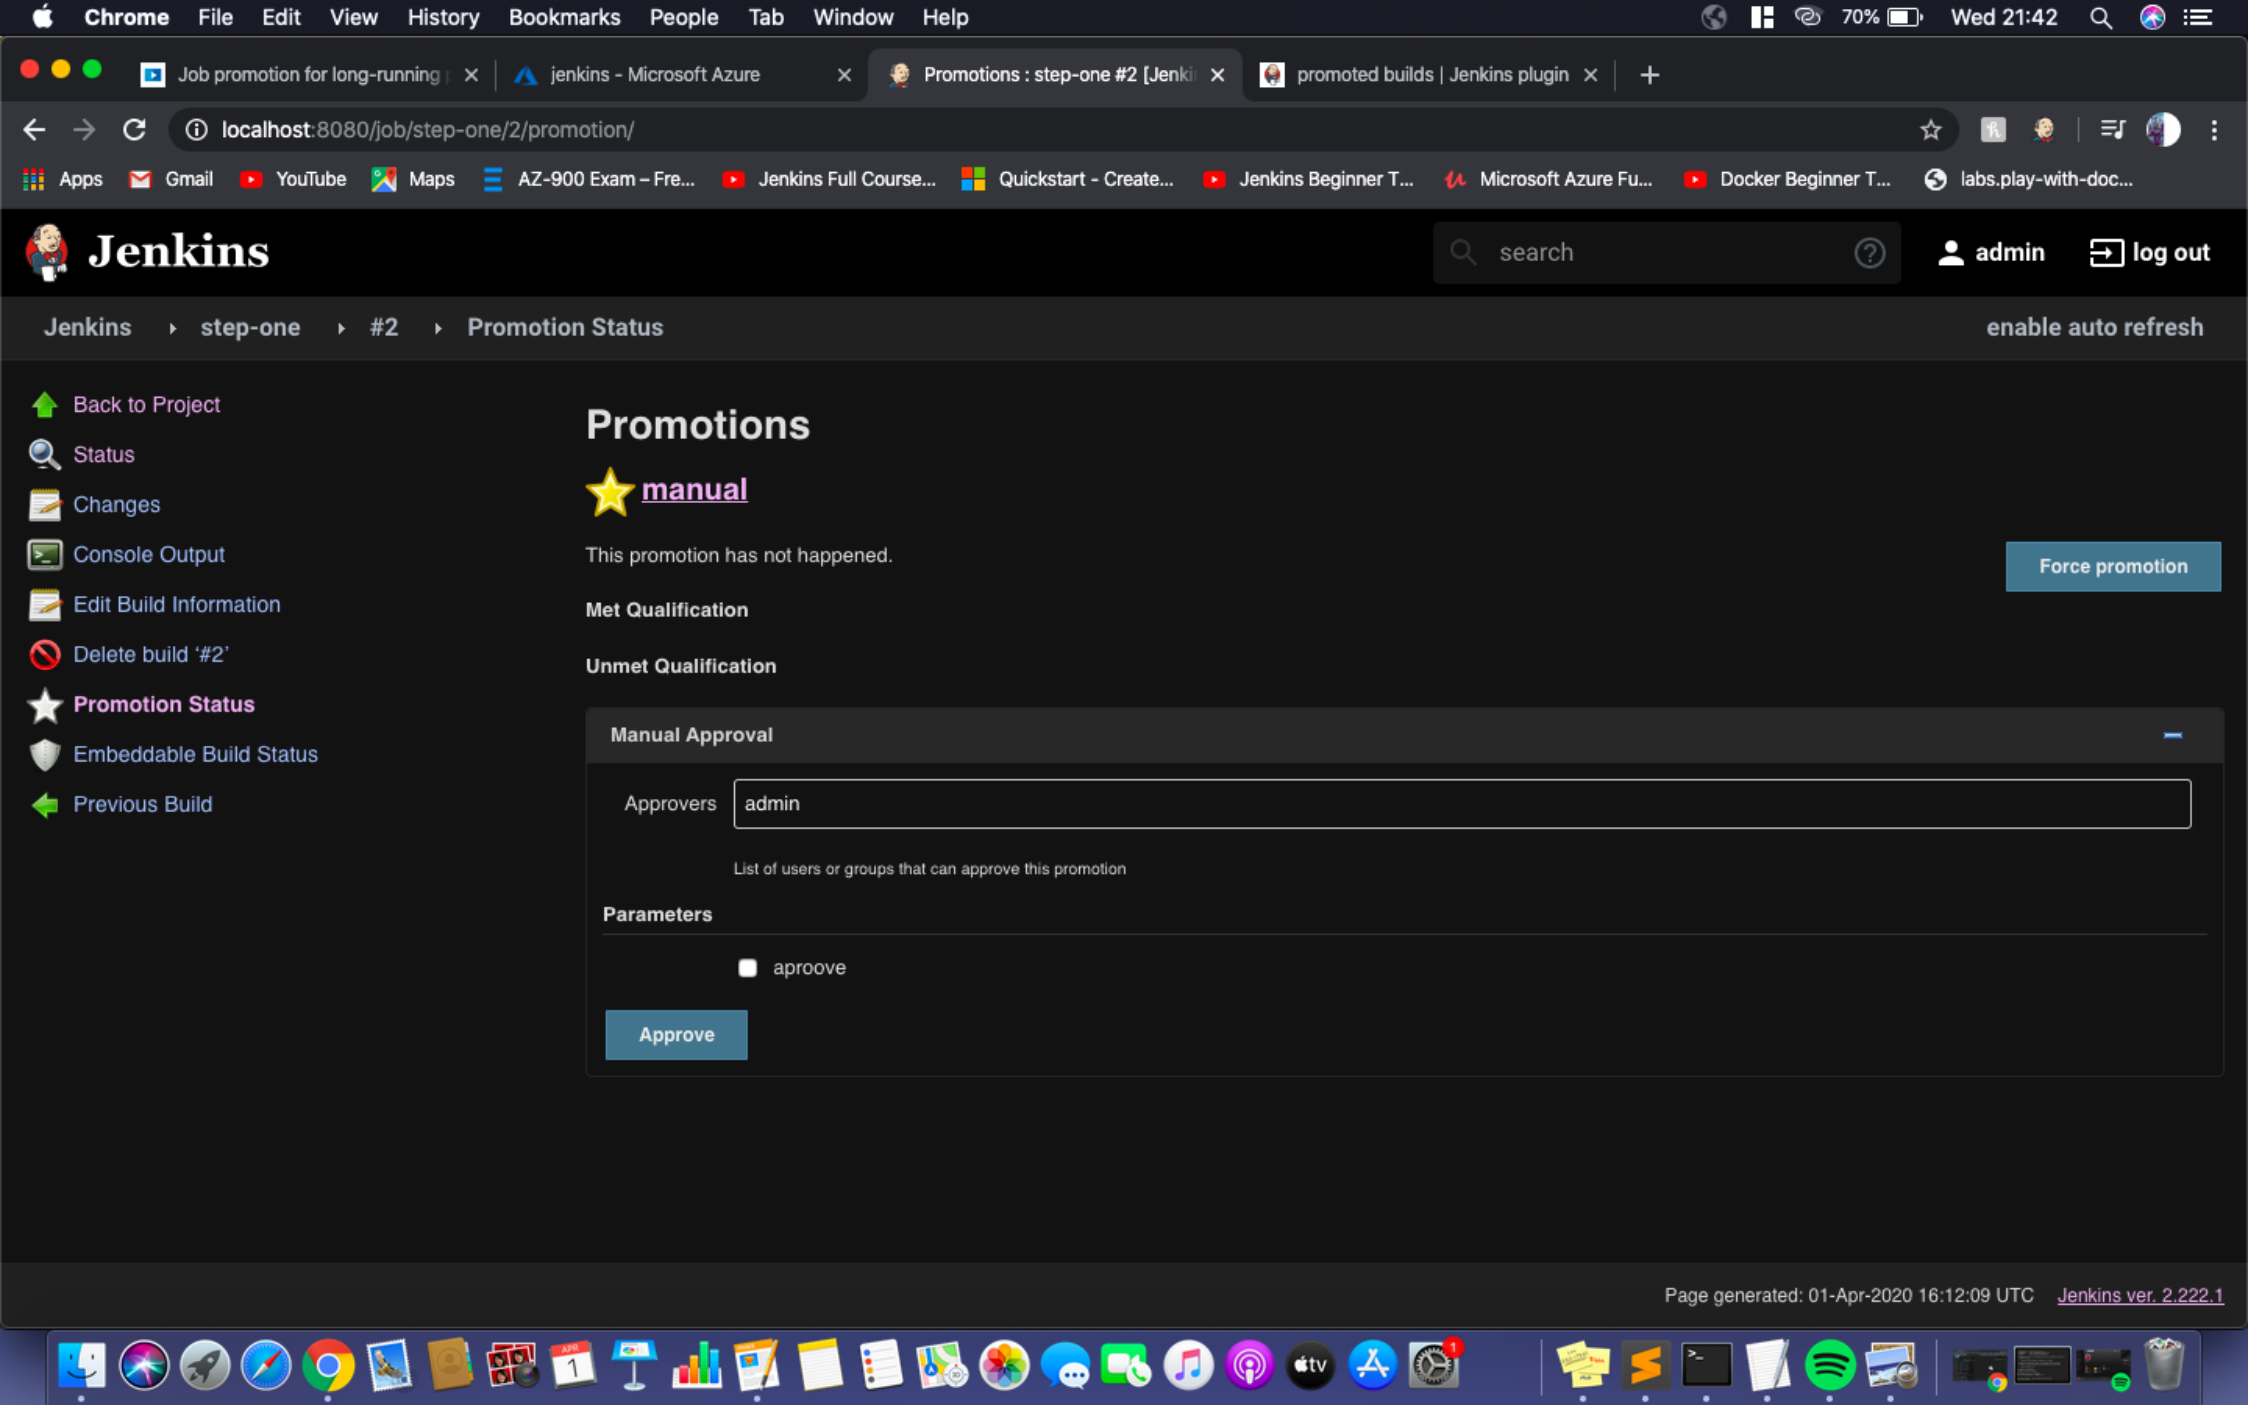 Chrome File Edit View History Bookmarks People Tab Window Help 70% Wed 21:42
Job promotion for long-running jenkins - Microsoft Azure Promotions : step-one #2 [Jenki promoted builds | Jenkins plugin
localhost:8080/job/step-one/2/promotion/
Apps Gmail YouTube Maps AZ-900 Exam – Fre... Jenkins Full Course... Quickstart - Create... Jenkins Beginner T... Microsoft Azure Fu... Docker Beginner T... labs.play-with-doc...
Jenkins search admin log out
Jenkins step-one #2 Promotion Status enable auto refresh
Back to Project
Status
Changes
Console Output
Edit Build Information
Delete build ‘#2’
Promotion Status
Embeddable Build Status
Previous Build
Promotions
manual
This promotion has not happened.
Force promotion
Met Qualification
Unmet Qualification
Manual Approval
Approvers admin
List of users or groups that can approve this promotion
Parameters
aproove
Approve
Page generated: 01-Apr-2020 16:12:09 UTC Jenkins ver. 2.222.1
APR
1
tv
1